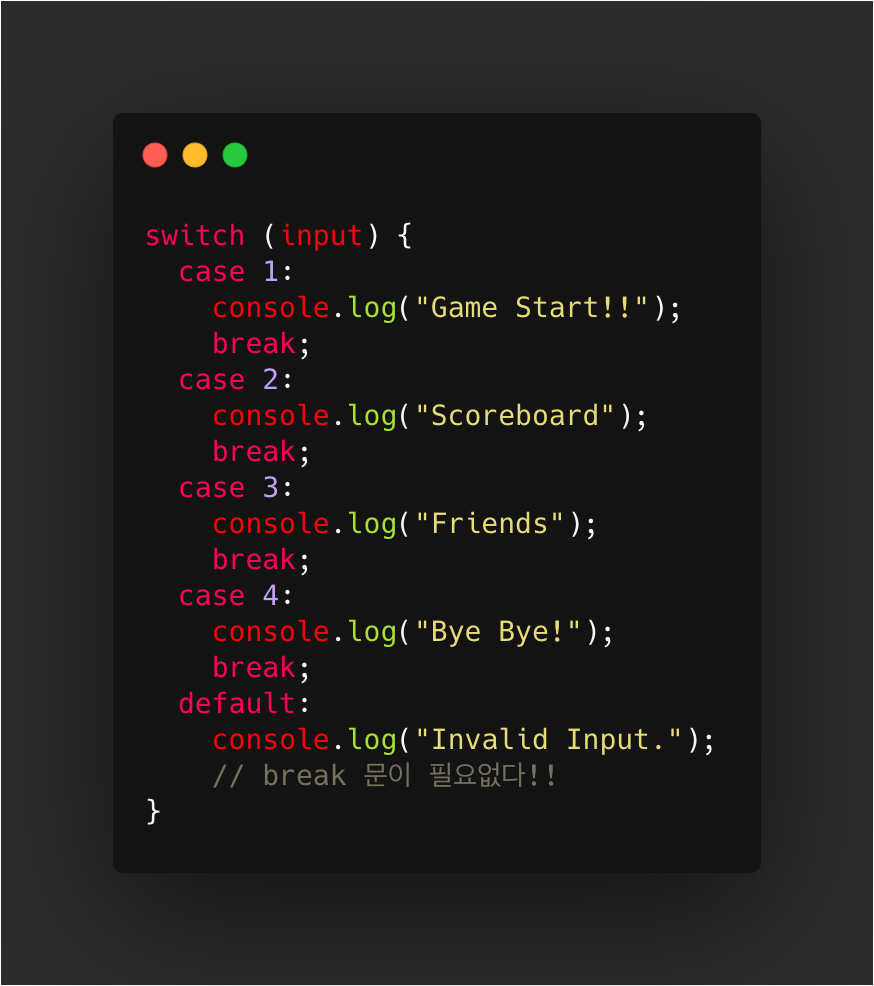 switch (input) {
  case 1:
    console.log("Game Start!!");
    break;
  case 2:
    console.log("Scoreboard");
    break;
  case 3:
    console.log("Friends");
    break;
  case 4:
    console.log("Bye Bye!");
    break;
  default:
    console.log("Invalid Input.");
    // break 문이 필요없다!!
}